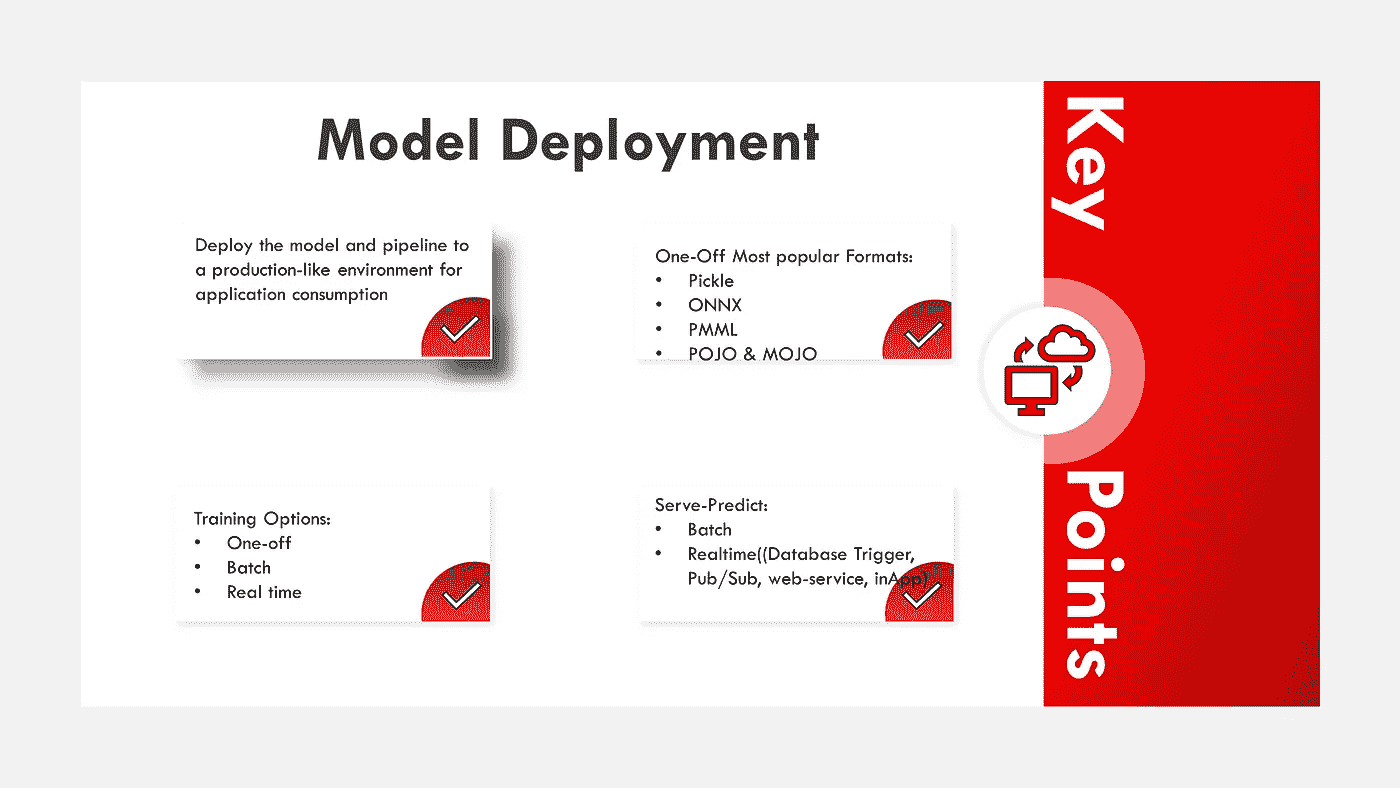 Model Deployment
Deploy the model and pipeline to
a production-like environment for
application consumption
One-Off Most popular Formats:
• Pickle
• ONNX
• PMML
• POJO & MOJO
Training Options:
• One-off
• Batch
• Real time
Serve-Predict:
• Batch
• Realtime((Database Trigger,
Pub/Sub, web-service, inApp)
Key
Points